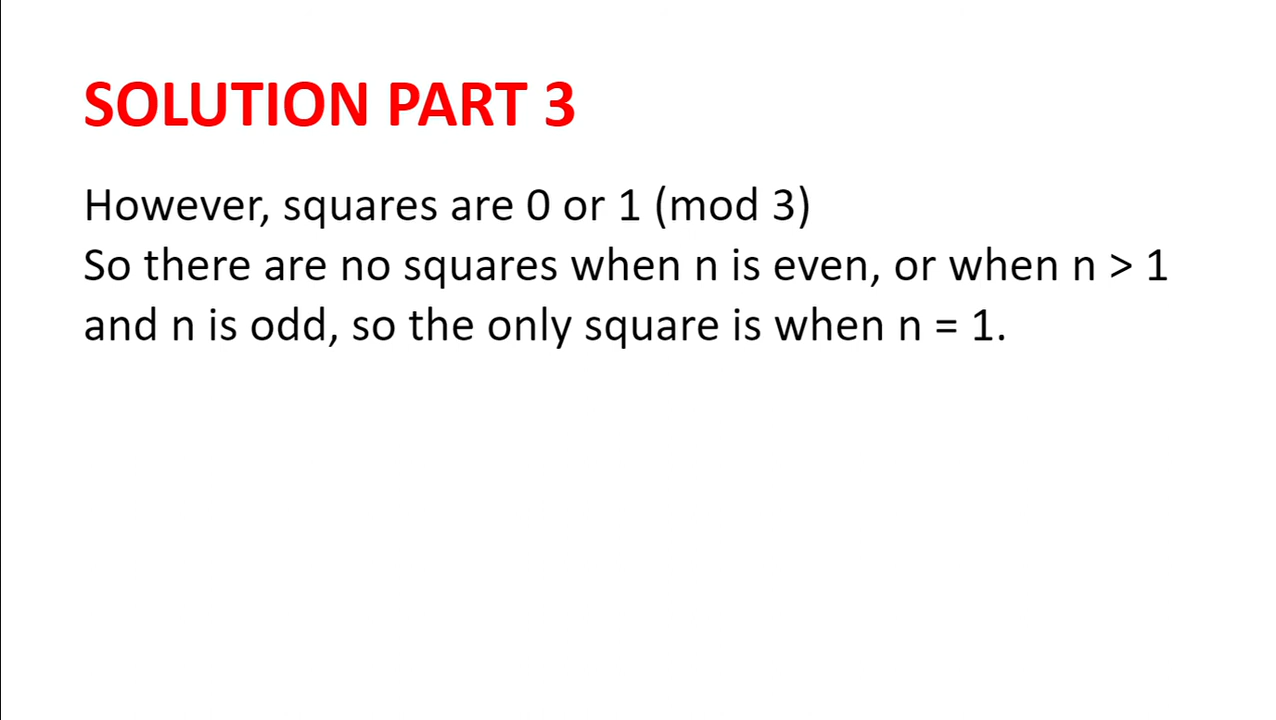 SOLUTION PART 3
However, squares are 0 or 1 (mod 3)
So there are no squares when n is even, or when n > 1
and n is odd, so the only square is when n = 1.